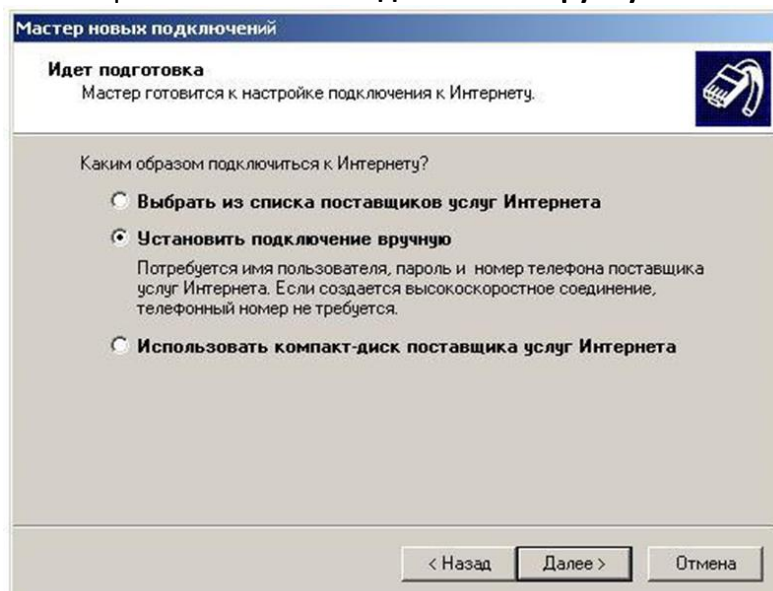 Мастер новых подключений
Идет подготовка
Мастер готовится к настройке подключения к Интернету.
Каким образом подключиться к Интернету?
Выбрать из списка поставщиков услуг Интернета
Установить подключение вручную
Потребуется имя пользователя, пароль и номер телефона поставщика
услуг Интернета. Если создается высокоскоростное соединение,
телефонный номер не требуется.
Использовать компакт-диск поставщика услуг Интернета
< Назад Далее > Отмена